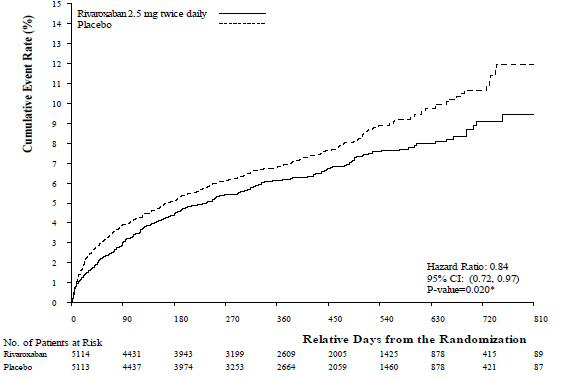 15
Rivaroxaban 2.5 mg twice daily
14
Placebo
13
12
11
10
9
8
7
6
5
4
3
2
1
0
Cumulative Event Rate (%)
Hazard Ratio: 0.84
95% CI: (0.72, 0.97)
P-value=0.020*
0 90 180 270 360 450 540 630 720 810
Relative Days from the Randomization
No. of Patients at Risk
Rivaroxaban 5114 4431 3943 3199 2609 2005 1425 878 415 89
Placebo 5113 4437 3974 3253 2664 2059 1460 878 421 87